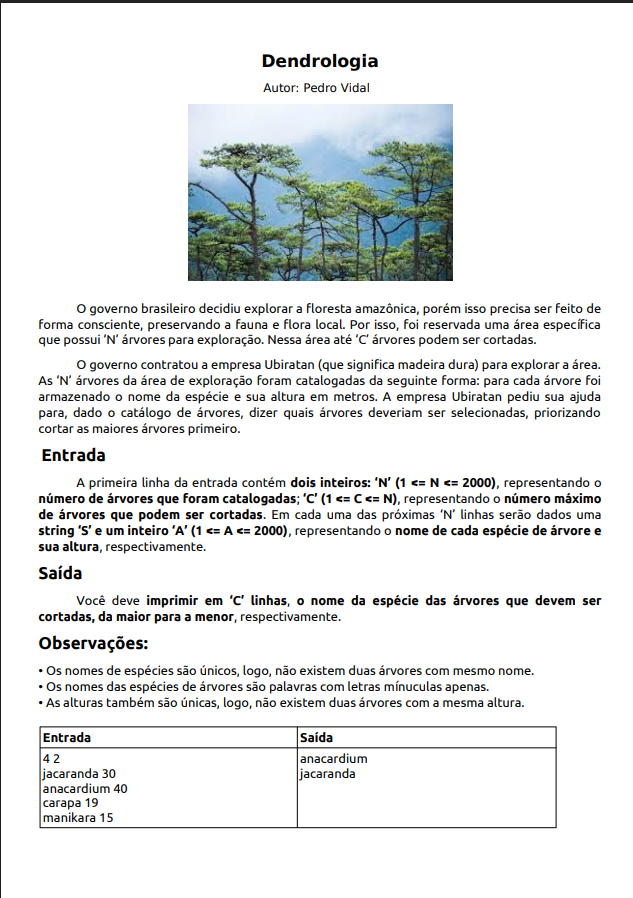 Dendrologia
Autor: Pedro Vidal
O governo brasileiro decidiu explorar a floresta amazônica, porém isso precisa ser feito de
forma consciente, preservando a fauna e flora local. Por isso, foi reservada uma área específica
que possui ‘N’ árvores para exploração. Nessa área até ‘C’ árvores podem ser cortadas.
O governo contratou a empresa Ubiratan (que significa madeira dura) para explorar a área.
As ‘N’ árvores da área de exploração foram catalogadas da seguinte forma: para cada árvore foi
armazenado o nome da espécie e sua altura em metros. A empresa Ubiratan pediu sua ajuda
para, dado o catálogo de árvores, dizer quais árvores deveriam ser selecionadas, priorizando
cortar as maiores árvores primeiro.
Entrada
A primeira linha da entrada contém dois inteiros: ‘N’ (1 <= N <= 2000), representando o
número de árvores que foram catalogadas; ‘C’ (1 <= C <= N), representando o número máximo
de árvores que podem ser cortadas. Em cada uma das próximas ‘N’ linhas serão dados uma
string ‘S’ e um inteiro ‘A’ (1 <= A <= 2000), representando o nome de cada espécie de árvore e
sua altura, respectivamente.
Saída
Você deve imprimir em ‘C’ linhas, o nome da espécie das árvores que devem ser
cortadas, da maior para a menor, respectivamente.
Observações:
• Os nomes de espécies são únicos, logo, não existem duas árvores com mesmo nome.
• Os nomes das espécies de árvores são palavras com letras mínuculas apenas.
• As alturas também são únicas, logo, não existem duas árvores com a mesma altura.
Entrada
4 2
jacaranda 30
anacardium 40
carapa 19
manikara 15
Saída
anacardium
jacaranda